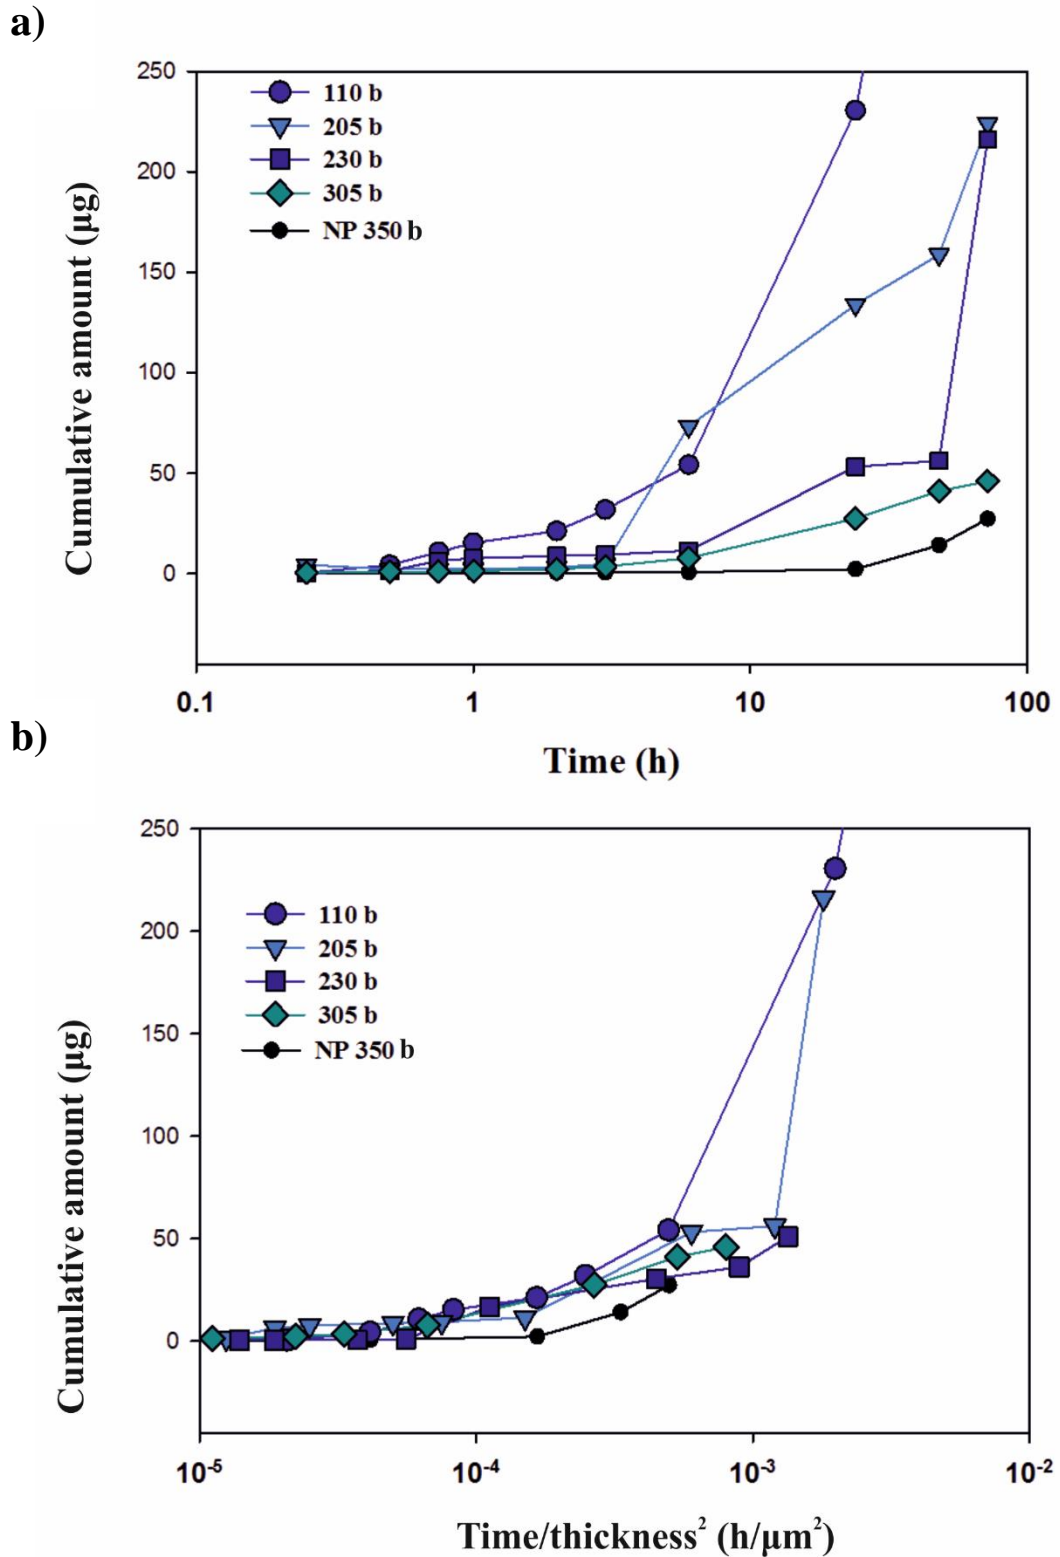 a)
250
200
150
100
50
0
110 b
205 b
230 b
305 b
NP 350 b
Cumulative amount (µg)
0.1 1 10 100
Time (h)
b)
250
200
150
100
50
0
110 b
205 b
230 b
305 b
NP 350 b
Cumulative amount (µg)
10⁻⁵ 10⁻⁴ 10⁻³ 10⁻²
Time/thickness² (h/µm²)